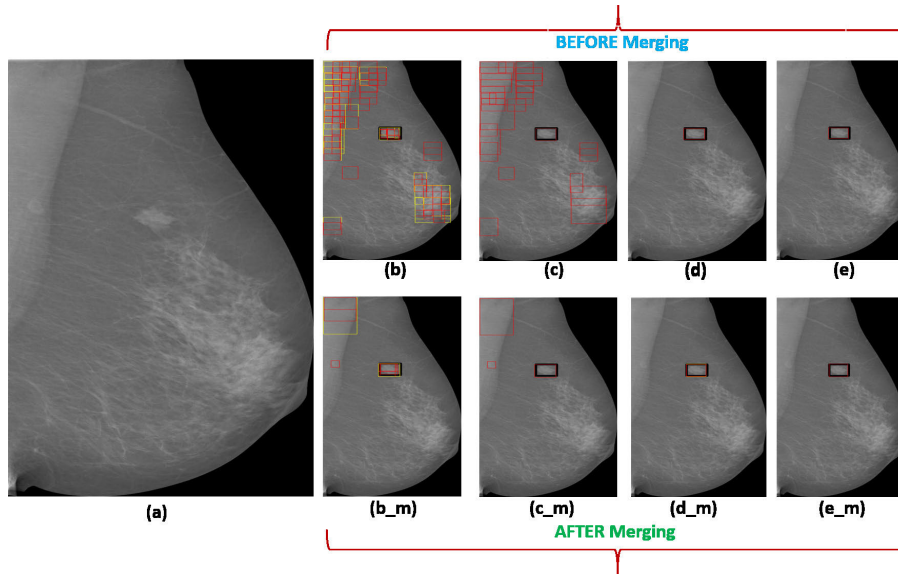 BEFORE Merging
(b) (c) (d) (e)
(a) (b_m) (c_m) (d_m) (e_m)
AFTER Merging